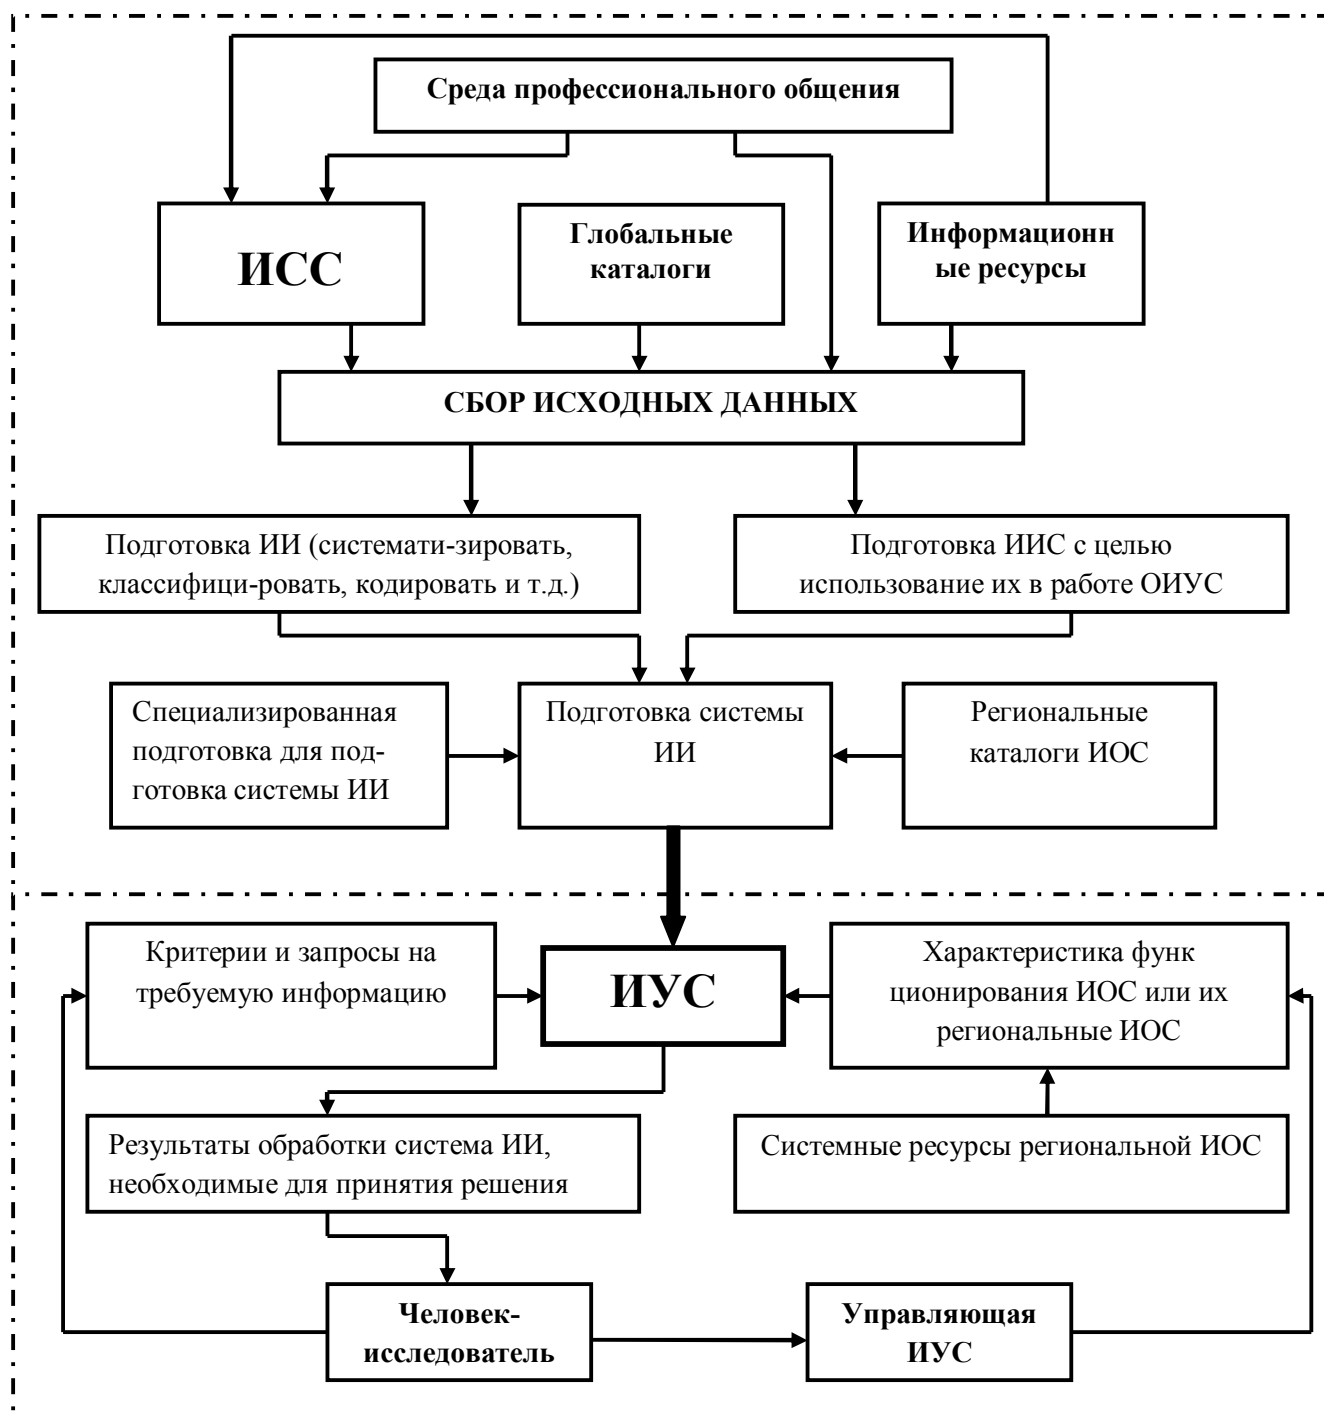 Среда профессионального общения
ИСС
Глобальные
каталоги
Информационн
ые ресурсы
СБОР ИСХОДНЫХ ДАННЫХ
Подготовка ИИ (системати-зировать,
классифици-ровать, кодировать и т.д.)
Подготовка ИИС с целью
использование их в работе ОИУС
Специализированная
подготовка для под-
готовка системы ИИ
Подготовка системы
ИИ
Региональные
каталоги ИОС
Критерии и запросы на
требуемую информацию
ИУС
Характеристика функ
ционирования ИОС или их
региональные ИОС
Результаты обработки система ИИ,
необходимые для принятия решения
Системные ресурсы региональной ИОС
Человек-
исследователь
Управляющая
ИУС